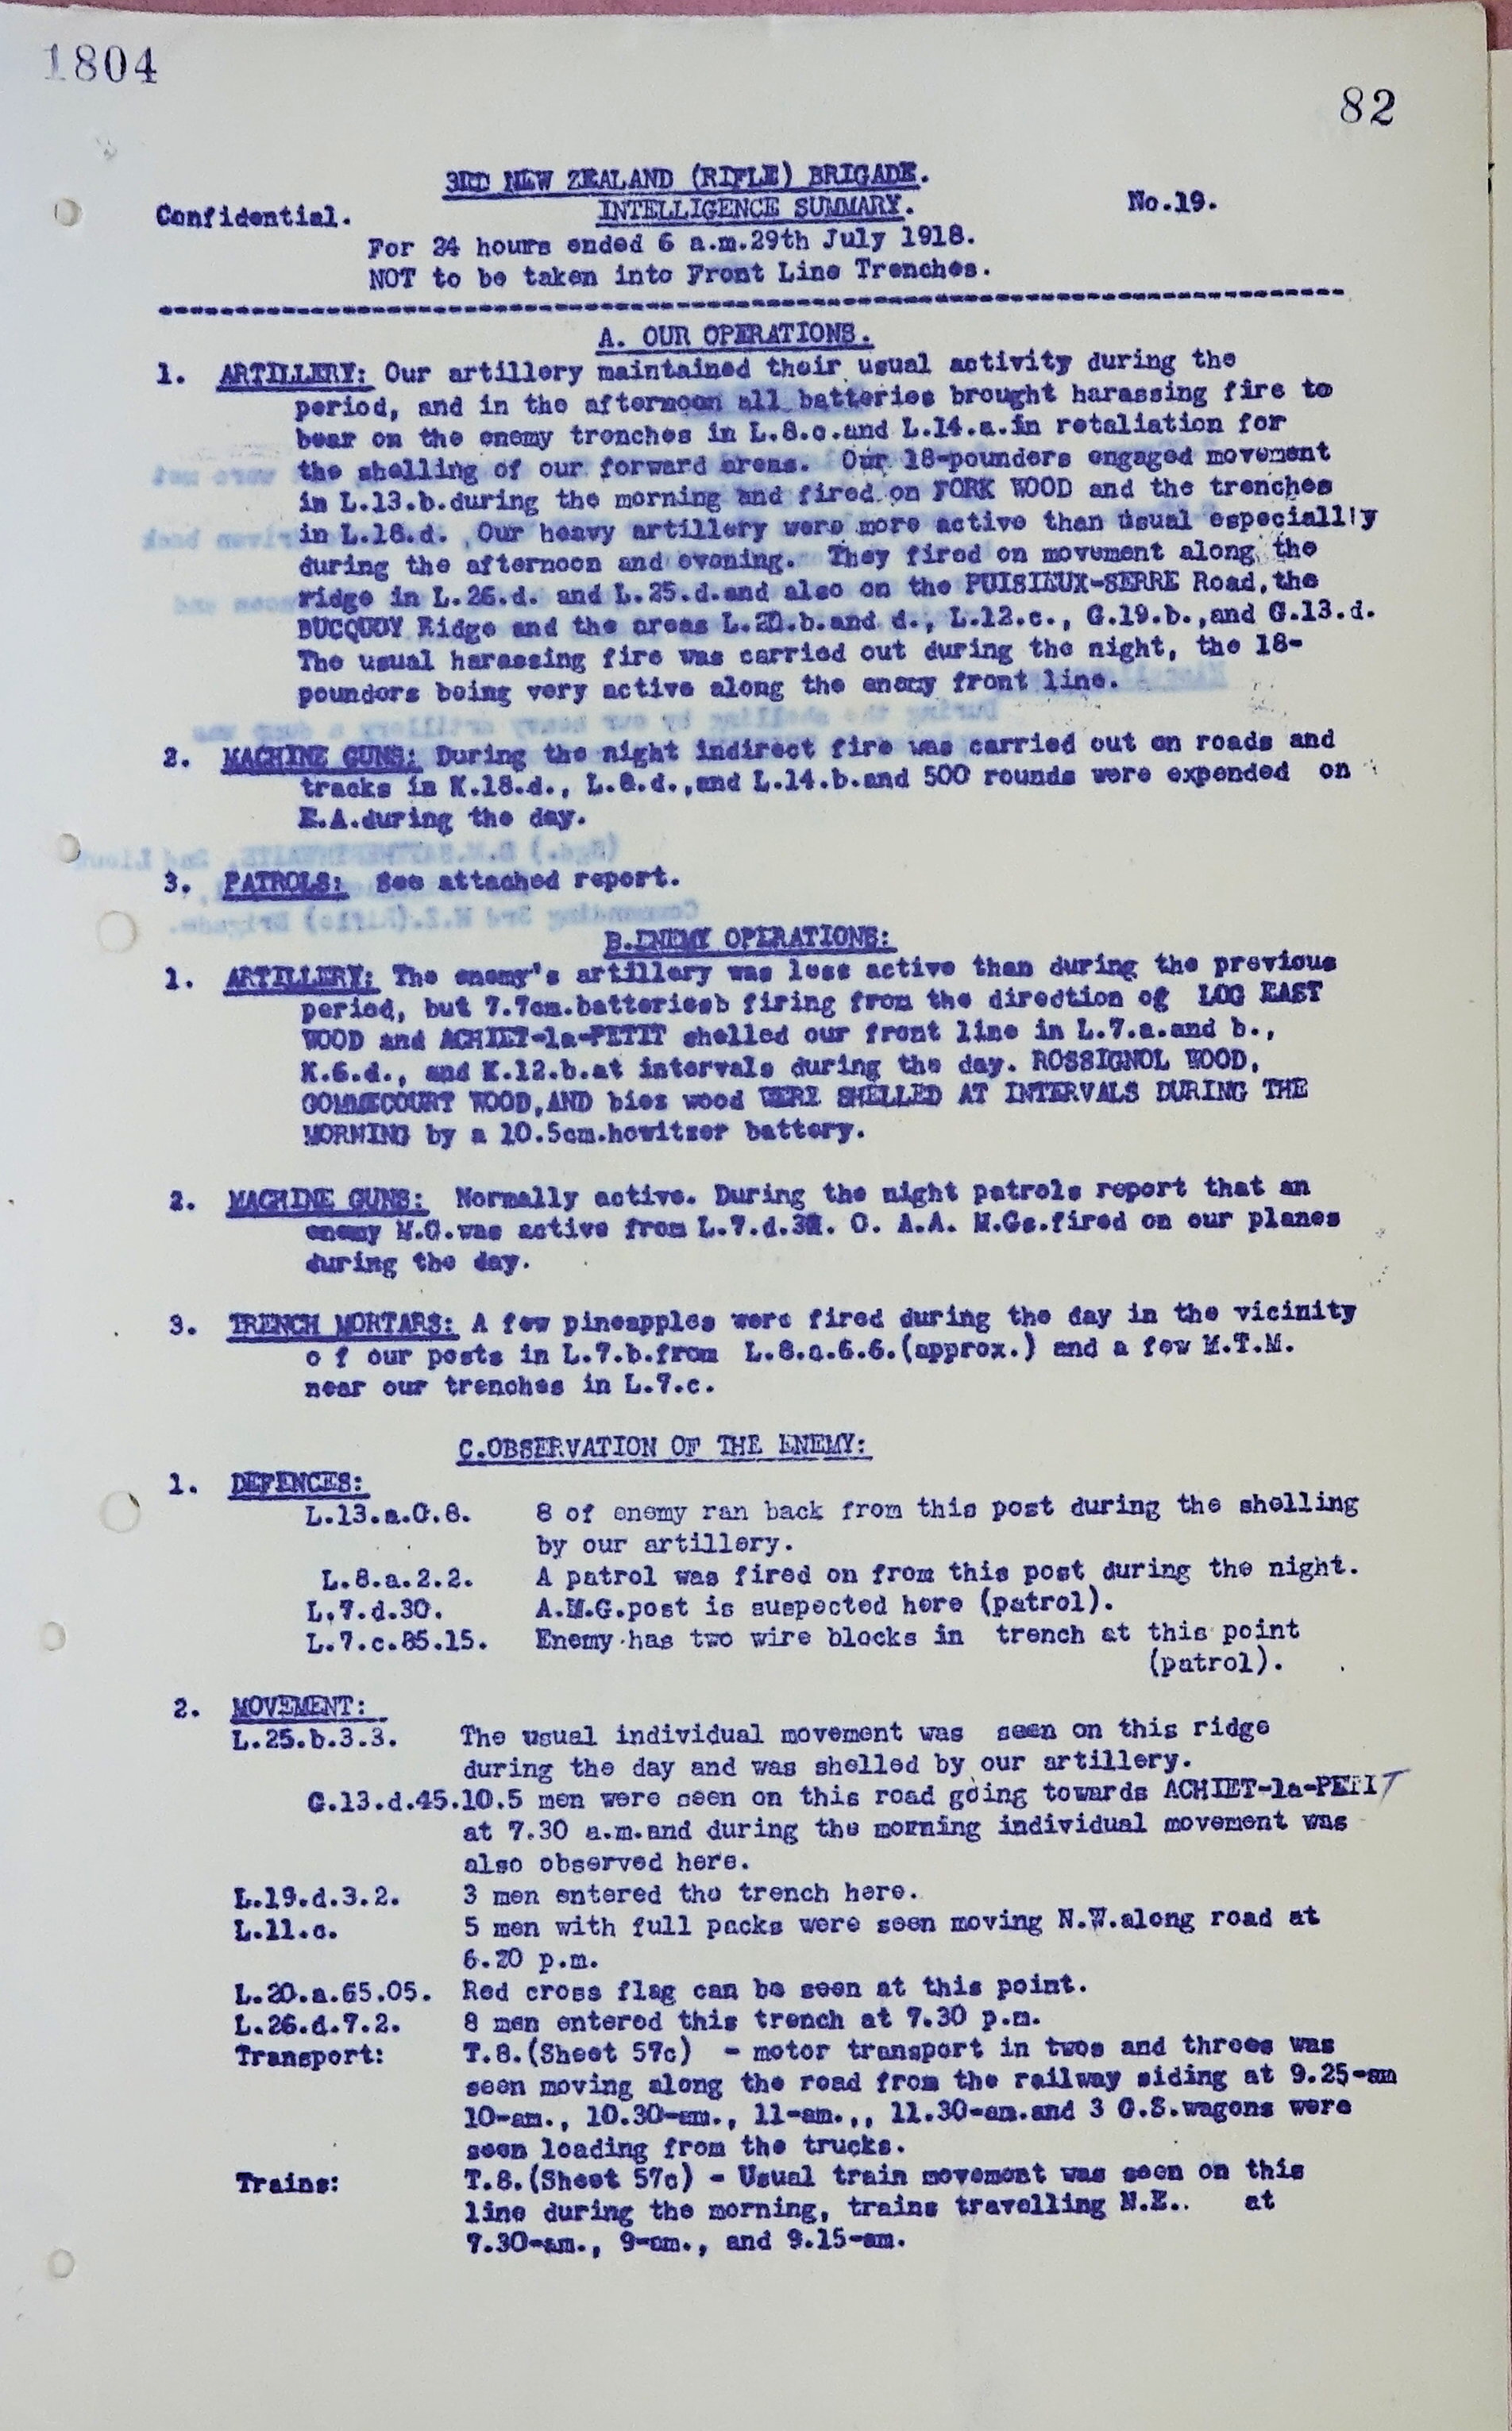 1804
82
3RD NEW ZEALAND (RIFLE) BRIGADE.
Confidential. INTELLIGENCE SUMMARY. No.19.
For 24 hours ended 6 a.m.29th July 1918.
NOT to be taken into Front Line Trenches.
A. OUR OPERATIONS.
1. ARTILLERY: Our artillery maintained their usual activity during the
period, and in the afternoon all batteries brought harassing fire to
bear on the enemy trenches in L.8.c.and L.14.a.in retaliation for
the shelling of our forward areas. Our 18-pounders engaged movement
in L.13.b.during the morning and fired on FORK WOOD and the trenches
in L.18.d. Our heavy artillery were more active than usual especially
during the afternoon and evening. They fired on movement along the
ridge in L.26.d. and L.25.d.and also on the PUISIEUX-SERRE Road,the
BUCQUOY Ridge and the areas L.20.b.and d., L.12.c., G.19.b.,and G.13.d.
The usual harassing fire was carried out during the night, the 18-
pounders being very active along the enemy front line.
2. MACHINE GUNS: During the night indirect fire was carried out on roads and
tracks in K.18.d., L.8.d.,and L.14.b.and 500 rounds were expended on
E.A.during the day.
3. PATROLS: See attached report.
B.ENEMY OPERATIONS:
1. ARTILLERY: The enemy's artillery was less active than during the previous
period, but 7.7cm.batteriesb firing from the direction of LOG EAST
WOOD and ACHIET-la-PETIT shelled our front line in L.7.a.and b.,
K.6.d., and K.12.b.at intervals during the day. ROSSIGNOL WOOD,
GOMMECOURT WOOD,AND biez wood WERE SHELLED AT INTERVALS DURING THE
MORNING by a 10.5cm.howitzer battery.
2. MACHINE GUNS: Normally active. During the night patrols report that an
enemy M.G.was active from L.7.d.3. O. A.A. M.Gs.fired on our planes
during the day.
3. TRENCH MORTARS: A few pineapples were fired during the day in the vicinity
o f our posts in L.7.b.from L.8.a.6.6.(approx.) and a few M.T.M.
near our trenches in L.7.c.
C.OBSERVATION OF THE ENEMY:
1. DEFENCES:
L.13.a.0.8. 8 of enemy ran back from this post during the shelling
by our artillery.
L.8.a.2.2. A patrol was fired on from this post during the night.
L.7.d.30. A.M.G.post is suspected here (patrol).
L.7.c.85.15. Enemy has two wire blocks in trench at this point
(patrol).
2. MOVEMENT:
L.25.b.3.3. The usual individual movement was seen on this ridge
during the day and was shelled by our artillery.
G.13.d.45.10.5 men were seen on this road going towards ACHIET-la-PETIT
at 7.30 a.m.and during the morning individual movement was
also observed here.
L.19.d.3.2. 3 men entered the trench here.
L.11.c. 5 men with full packs were seen moving N.W.along road at
6.20 p.m.
L.20.a.65.05. Red cross flag can be seen at this point.
L.26.d.7.2. 8 men entered this trench at 7.30 p.m.
Transport: T.8.(Sheet 57c) - motor transport in twos and threes was
seen moving along the road from the railway siding at 9.25-am
10-am., 10.30-am., 11-am.,, 11.30-am.and 3 G.S.wagons were
seen loading from the trucks.
Trains: T.8.(Sheet 57c) - Usual train movement was seen on this
line during the morning, trains travelling N.E.. at
7.30-am., 9-am., and 9.15-am.